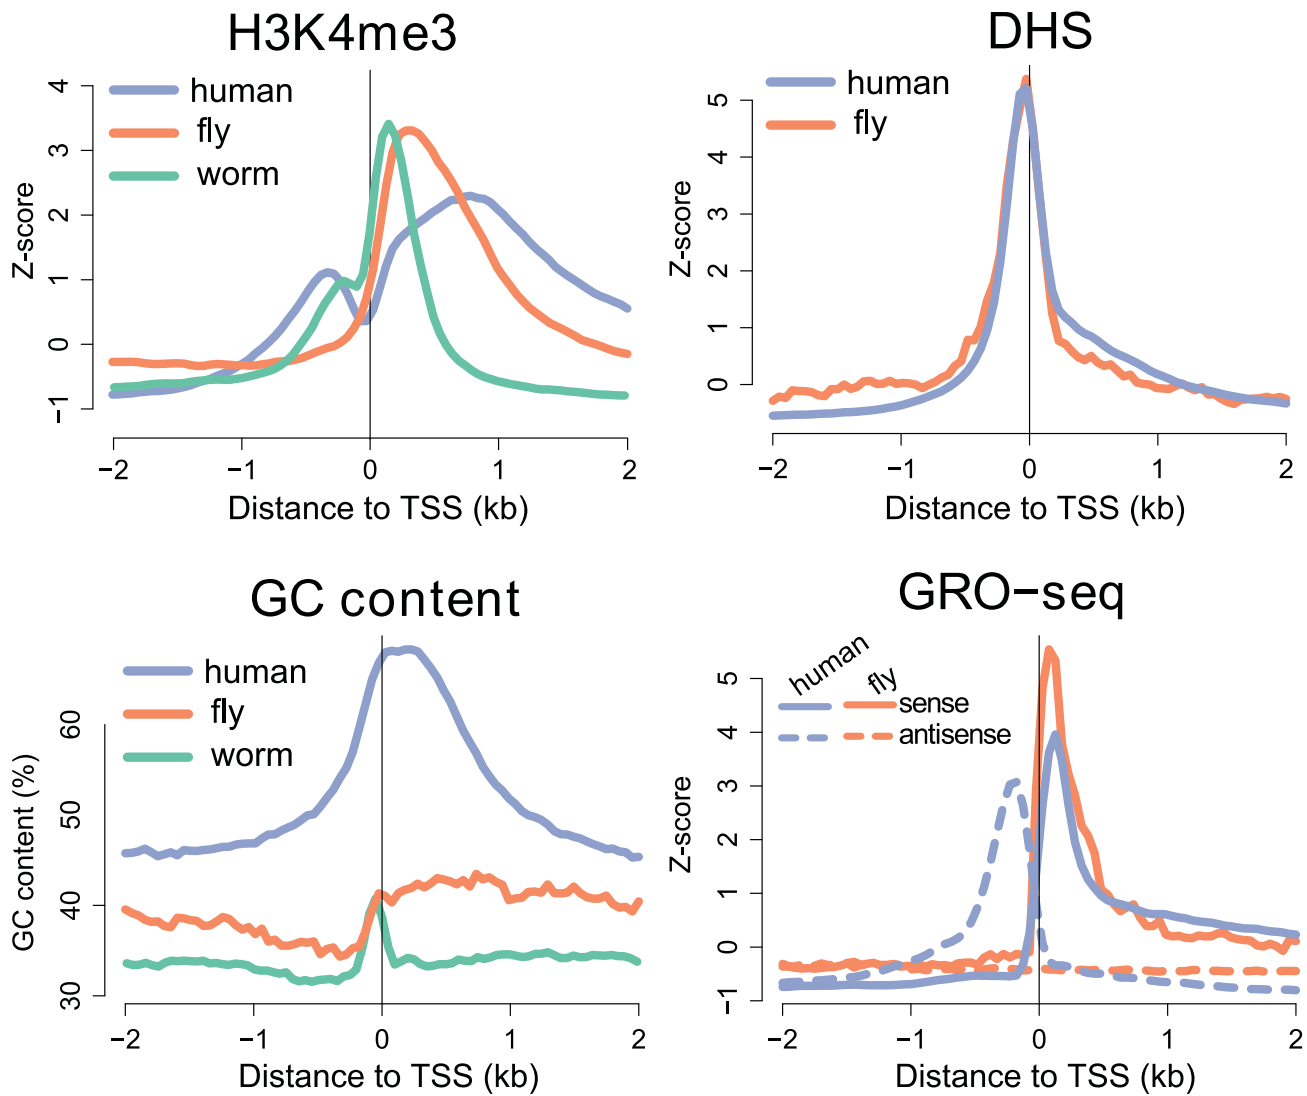 H3K4me3
human
fly
worm
Z-score
4
3
2
1
0
−1
−2 −1 0 1 2
Distance to TSS (kb)
DHS
human
fly
Z-score
5
4
3
2
1
0
−2 −1 0 1 2
Distance to TSS (kb)
GC content
human
fly
worm
GC content (%)
60
50
40
30
−2 −1 0 1 2
Distance to TSS (kb)
GRO−seq
human fly
sense
antisense
Z-score
5
4
3
2
1
0
−1
−2 −1 0 1 2
Distance to TSS (kb)